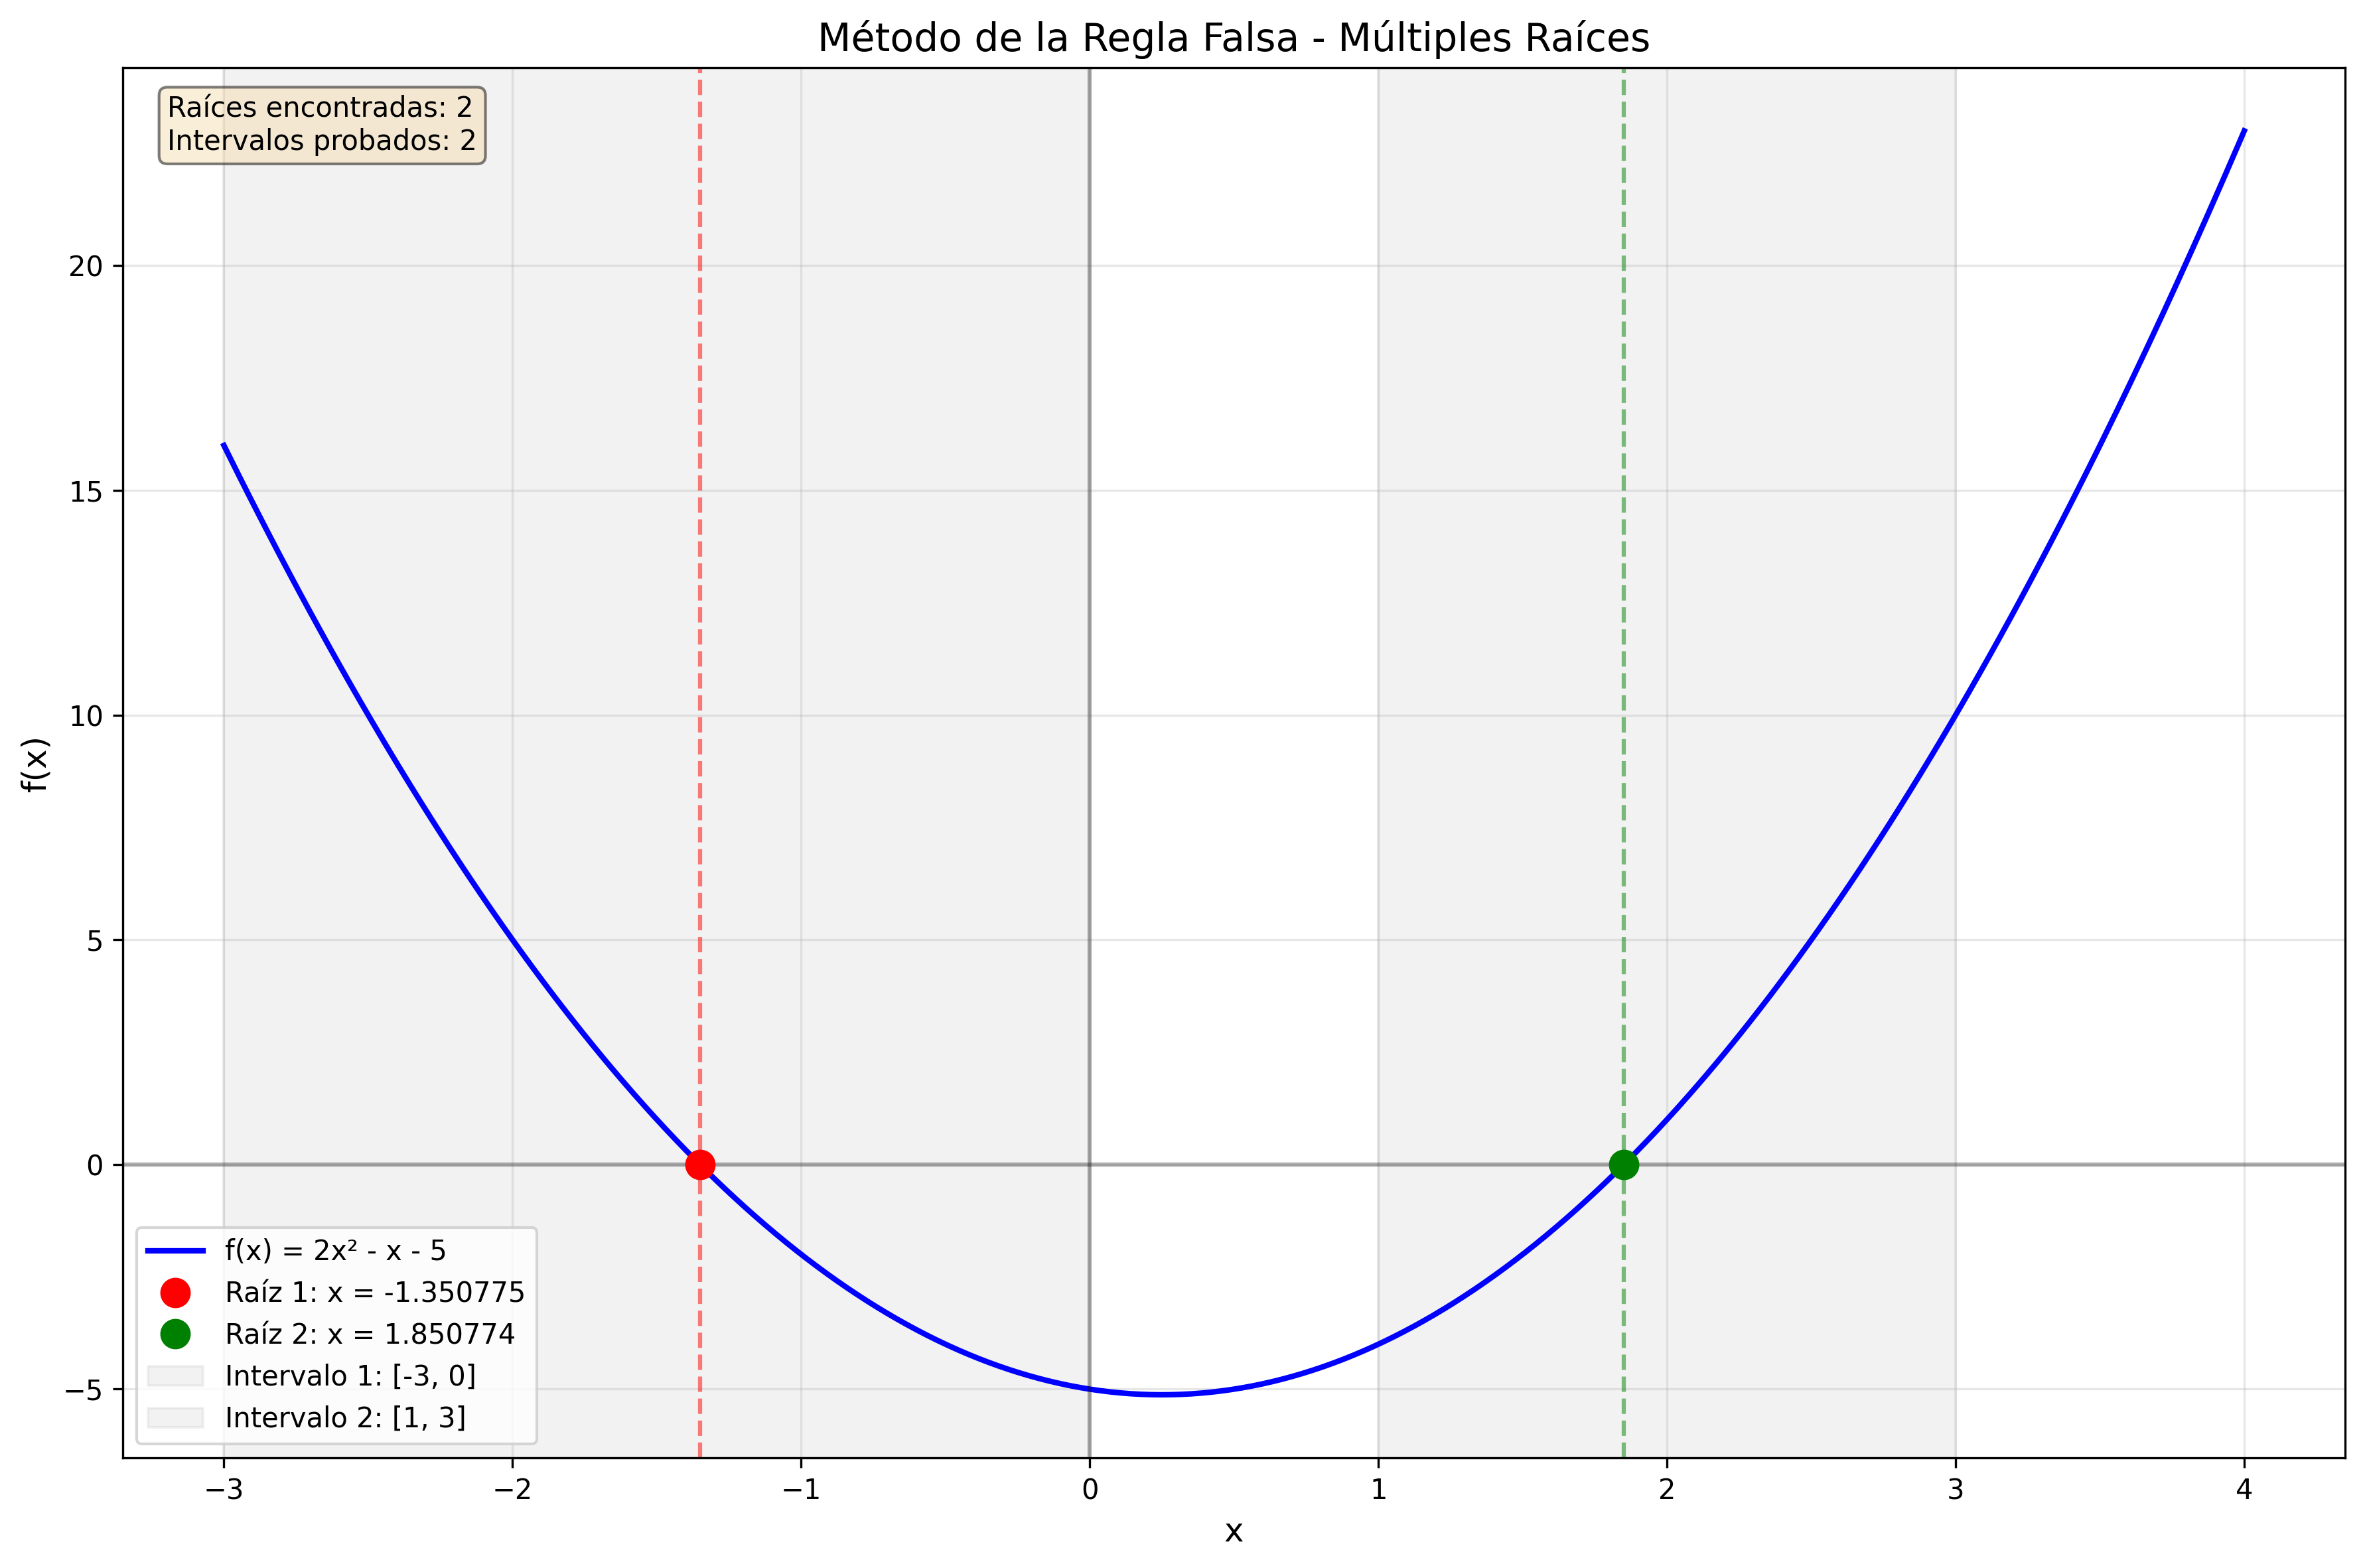 Método de la Regla Falsa - Múltiples Raíces
Raíces encontradas: 2
Intervalos probados: 2
f(x)
20
15
10
5
0
−5
f(x) = 2x² - x - 5
Raíz 1: x = -1.350775
Raíz 2: x = 1.850774
Intervalo 1: [-3, 0]
Intervalo 2: [1, 3]
−3 −2 −1 0 1 2 3 4
x